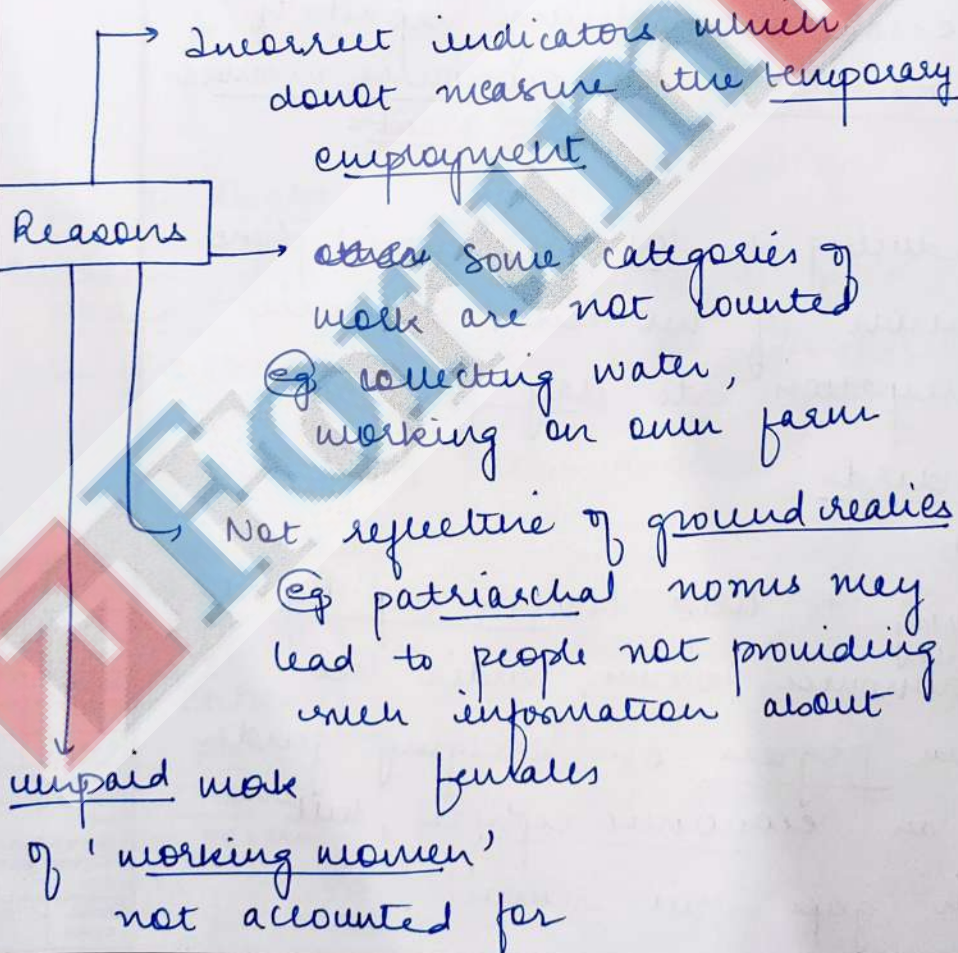 Incorrect indicators which
donot measure the temporary
employment
Reasons
some categories of
work are not counted
eg collecting water,
working on own farm
Not reflective of ground realies
eg patriarchal norms may
lead to people not providing
such information about
females
unpaid work
of 'working women'
not accounted for
Forum